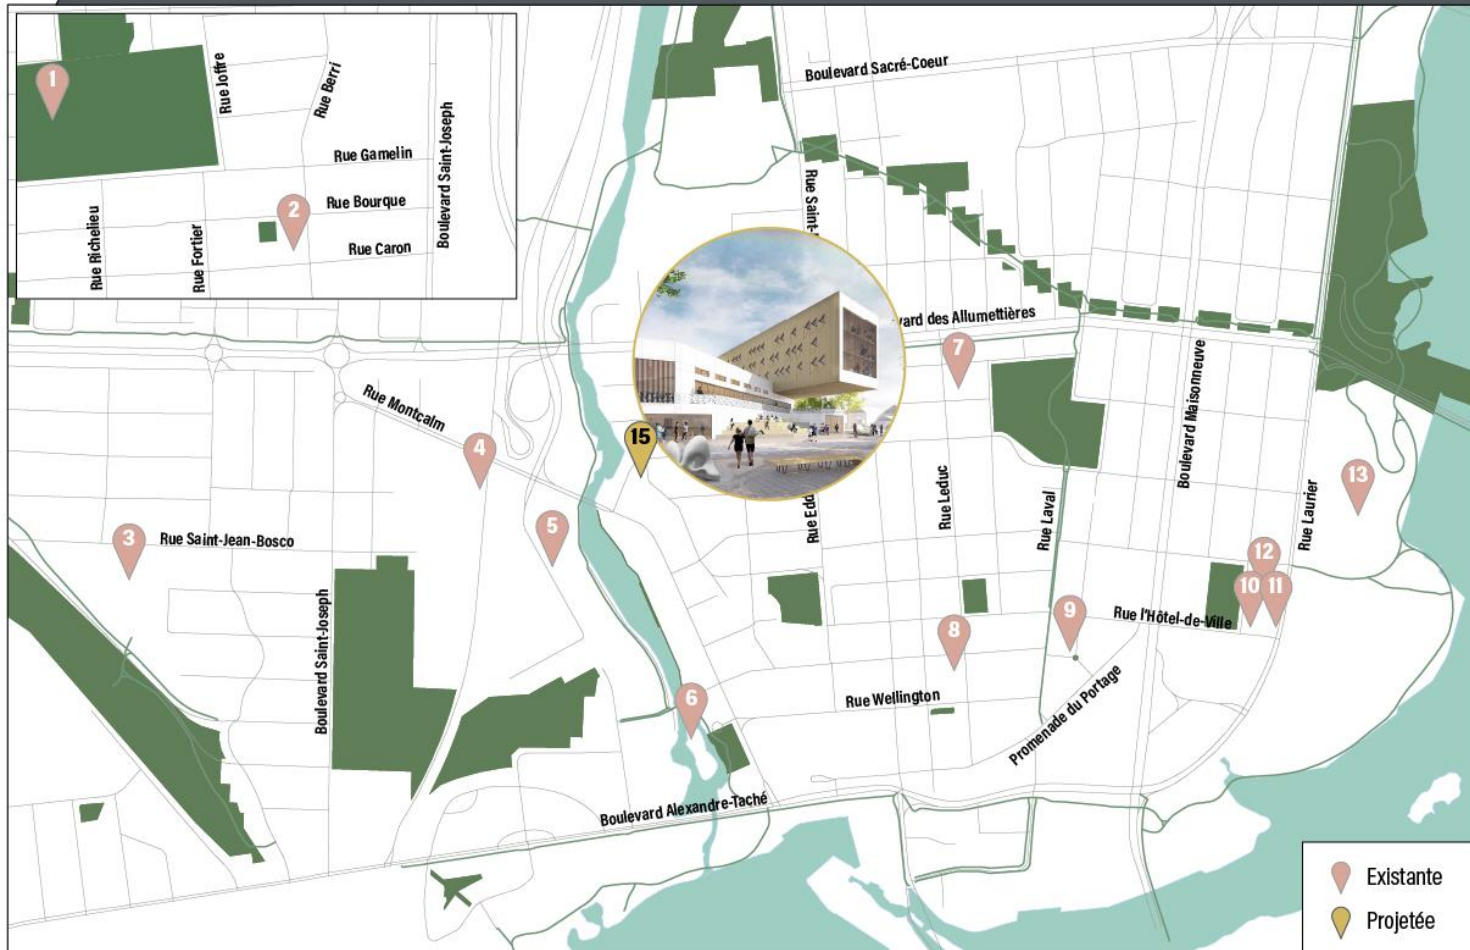 1
Rue Joffre
Rue Berri
Boulevard Saint-Joseph
Rue Gamelin
2
Rue Bourque
Rue Caron
Rue Richelieu
Rue Fortier
Boulevard Sacré-Coeur
Rue Saint-
vard des Allumettières
7
Rue Montcalm
4
15
Boulevard Maisonneuve
13
Rue Leduc
Rue Laval
Rue Laurier
3
Rue Saint-Jean-Bosco
5
12
10
11
9
Rue l'Hôtel-de-Ville
8
Boulevard Saint-Joseph
6
Rue Wellington
Promenade du Portage
Boulevard Alexandre-Taché
Existante
Projetée